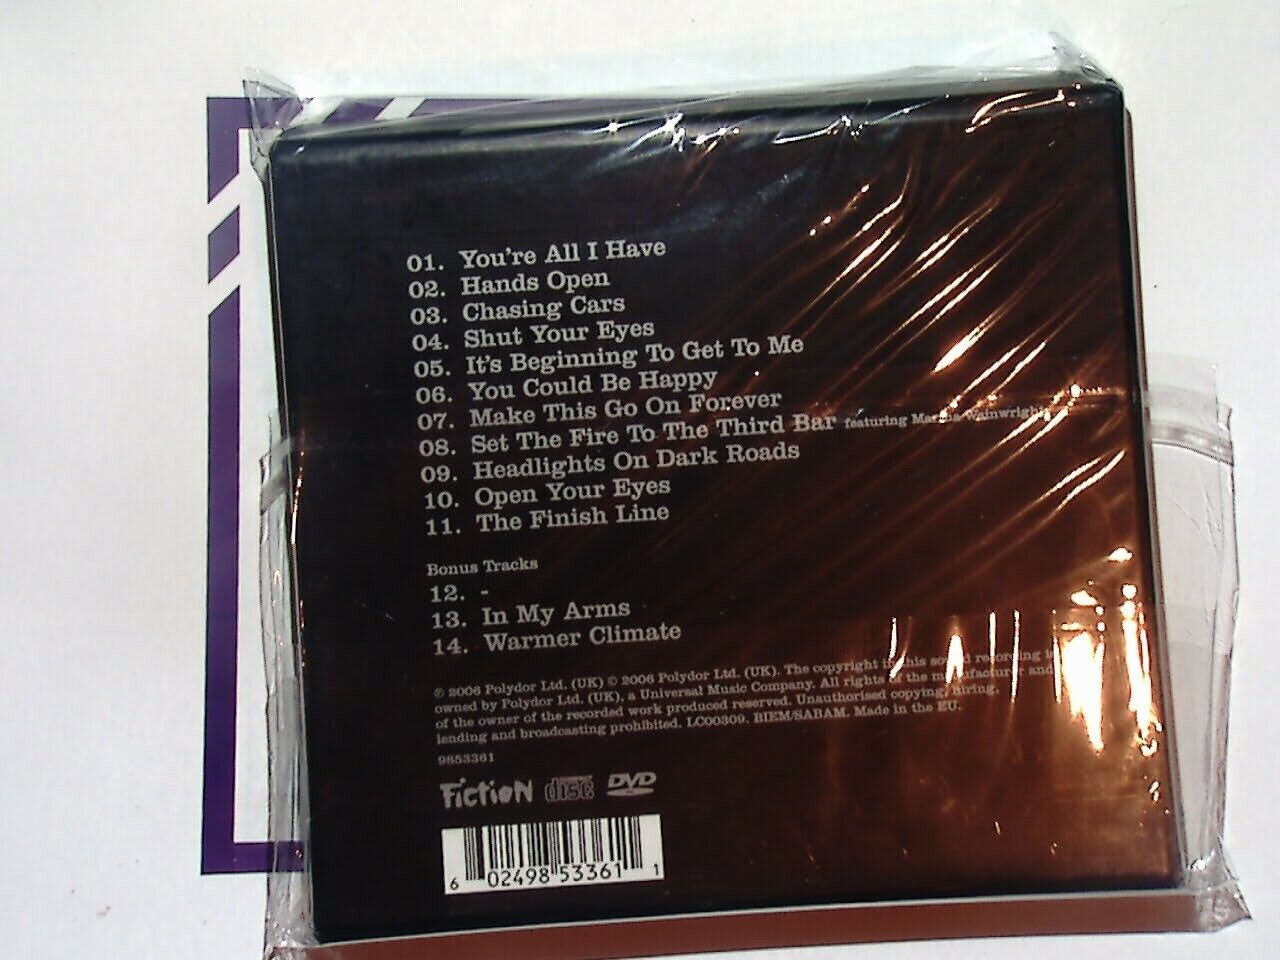 01. You're All I Have
02. Hands Open
03. Chasing Cars
04. Shut Your Eyes
05. It's Beginning To Get To Me
06. You Could Be Happy
07. Make This Go On Forever
08. Set The Fire To The Third Bar featuring Martha Wainwright
09. Headlights On Dark Roads
10. Open Your Eyes
11. The Finish Line
Bonus Tracks
12. -
13. In My Arms
14. Warmer Climate
℗ 2006 Polydor Ltd. (UK) © 2006 Polydor Ltd. (UK). The copyright in this sound recording is
owned by Polydor Ltd. (UK), a Universal Music Company. All rights of the manufacturer and
of the owner of the recorded work produced reserved. Unauthorised copying, hiring,
lending and broadcasting prohibited. LC00309. BIEM/SABAM. Made in the EU.
9853361
Fiction disc DVD
6 02498 53361 1